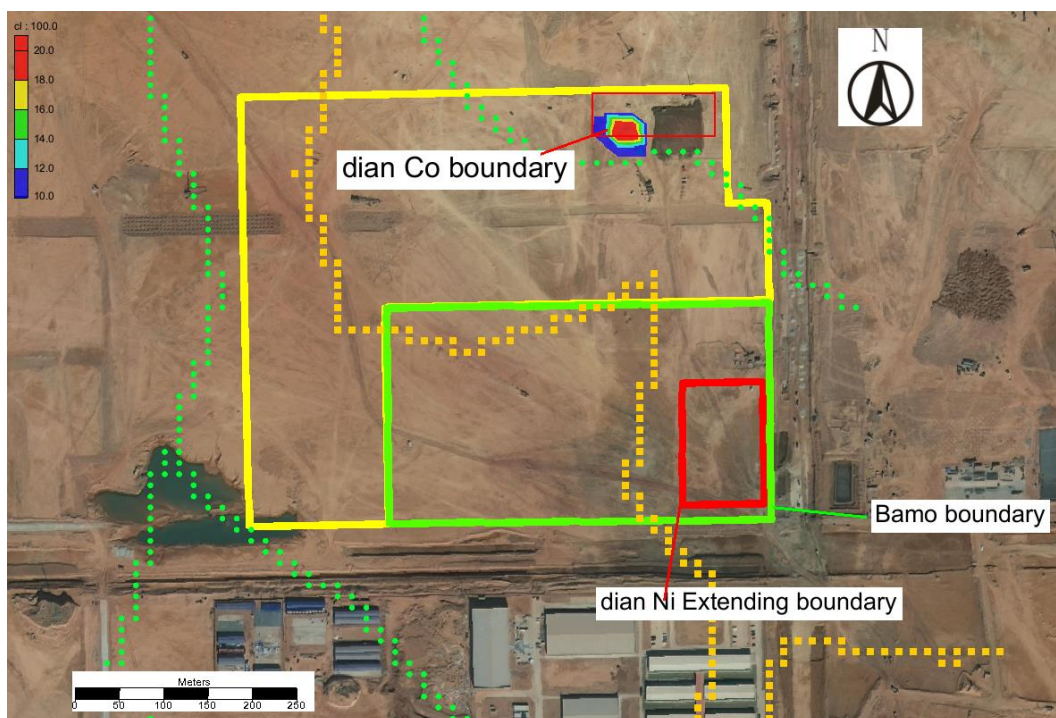 cl : 100.0
20.0
18.0
16.0
14.0
12.0
10.0
N
dian Co boundary
Bamo boundary
dian Ni Extending boundary
Meters
0 50 100 150 200 250